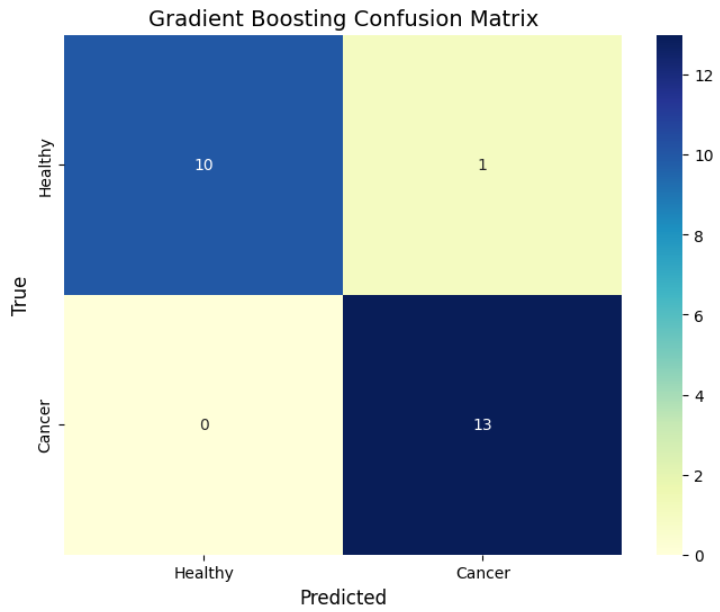 Gradient Boosting Confusion Matrix
True
Healthy
Cancer
10
1
0
13
Healthy
Cancer
Predicted
12
10
8
6
4
2
0